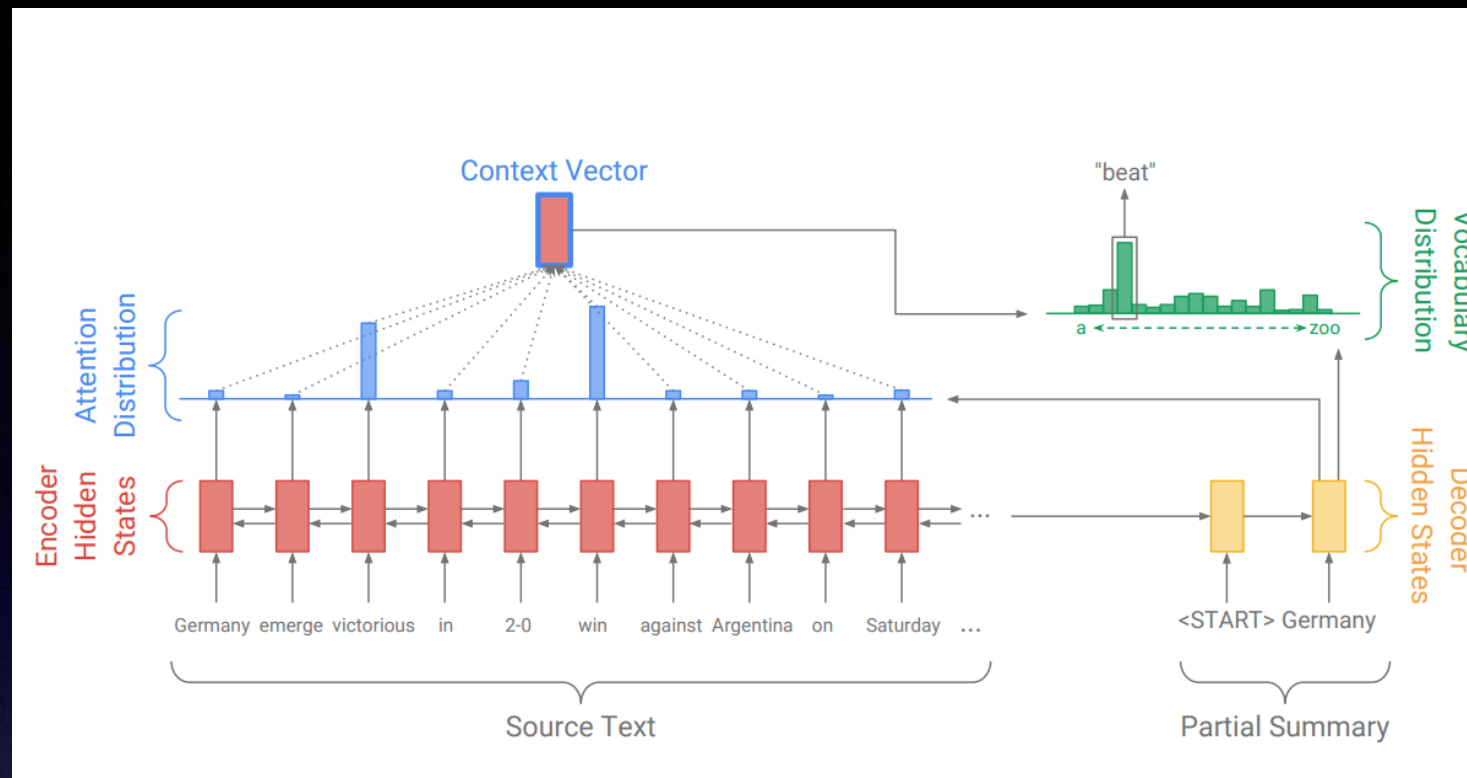 Context Vector
"beat"
Vocabulary
Distribution
a
zoo
Attention
Distribution
Encoder
Hidden
States
...
Decoder
Hidden States
Germany emerge victorious in 2-0 win against Argentina on Saturday ...
<START> Germany
Source Text
Partial Summary